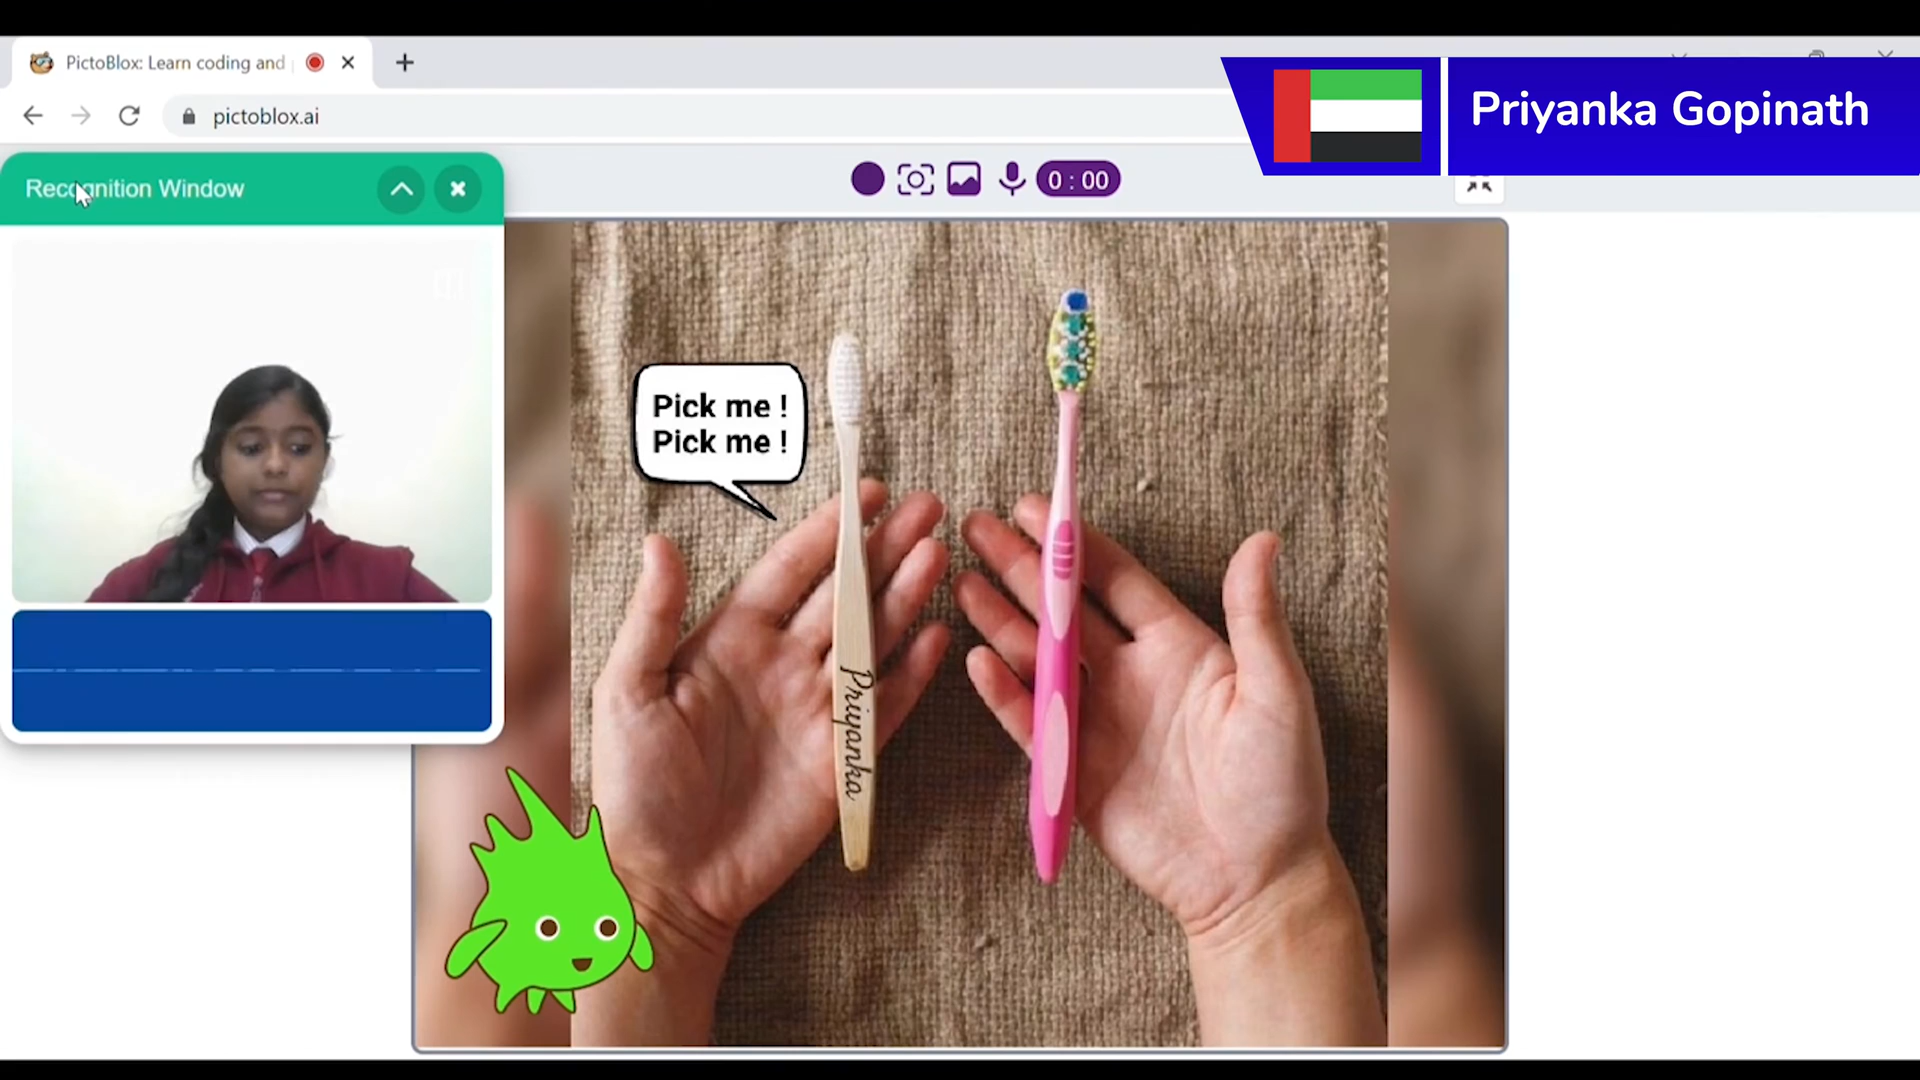 PictoBlox: Learn coding and
pictoblox.ai
Priyanka Gopinath
Recognition Window
0 : 00
Pick me !
Pick me !
Priyanka